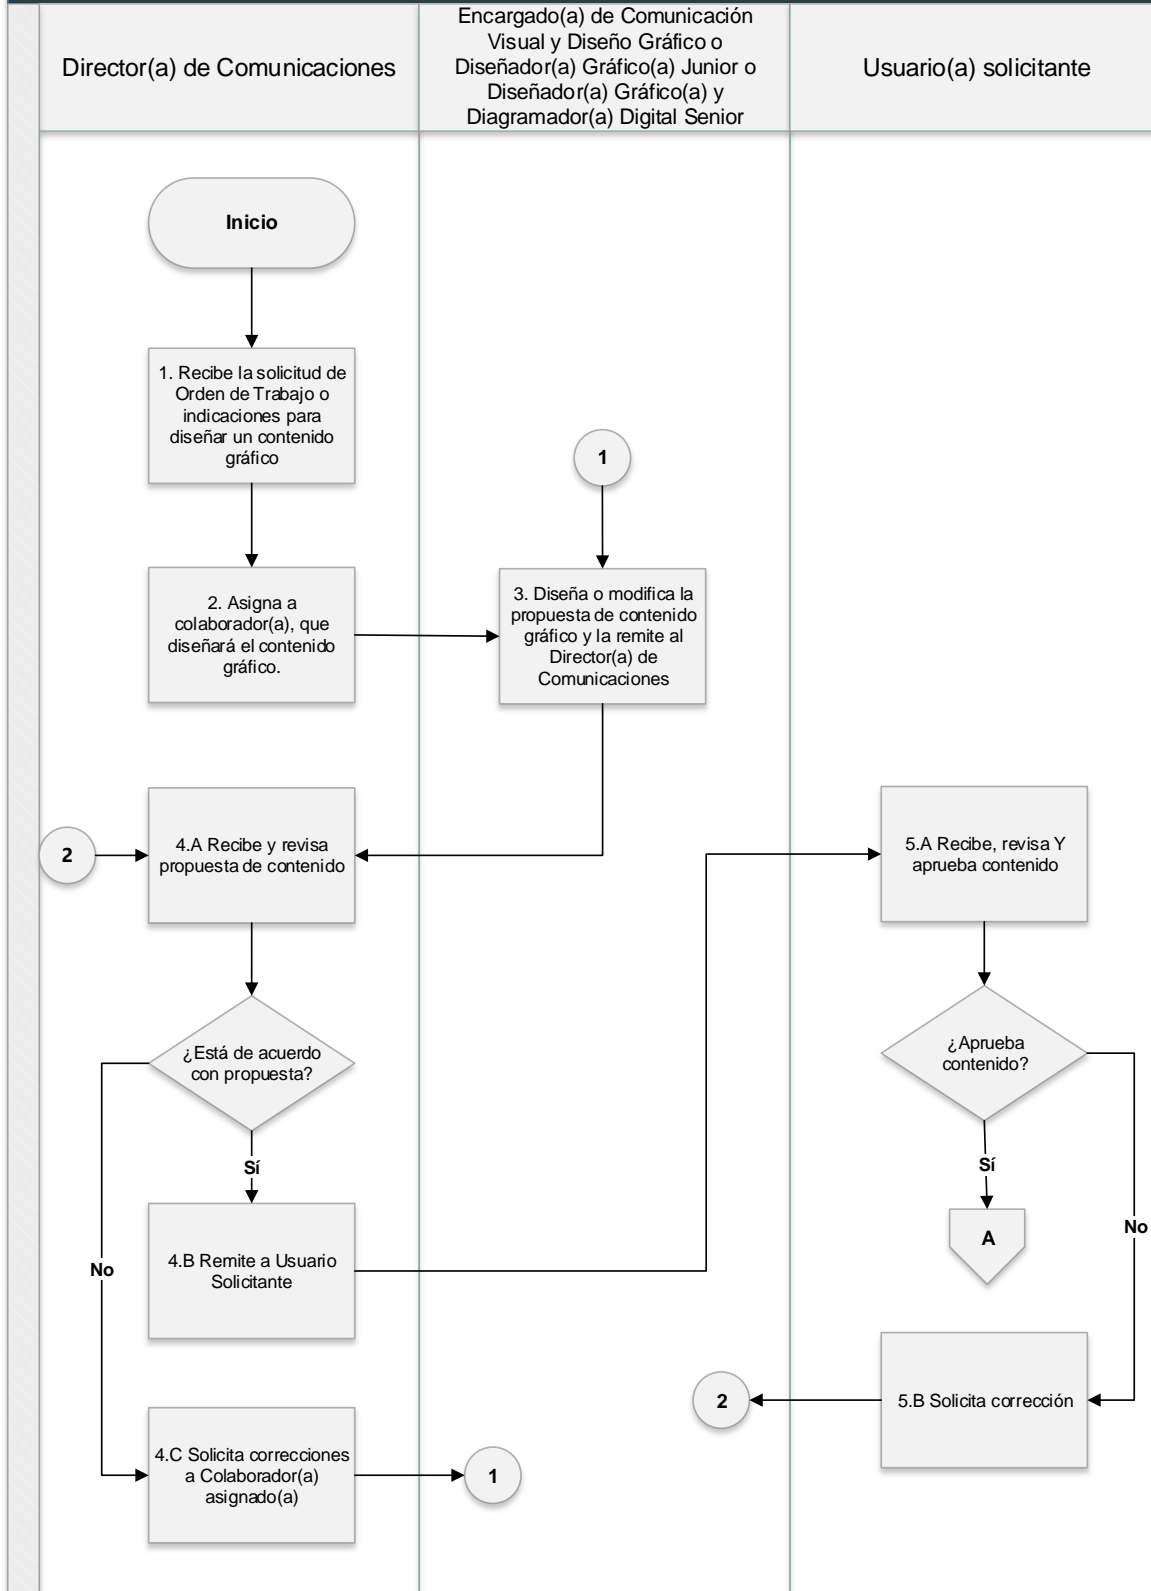 Director(a) de Comunicaciones
Encargado(a) de Comunicación
Visual y Diseño Gráfico o
Diseñador(a) Gráfico(a) Junior o
Diseñador(a) Gráfico(a) y
Diagramador(a) Digital Senior
Usuario(a) solicitante
Inicio
1. Recibe la solicitud de
Orden de Trabajo o
indicaciones para
diseñar un contenido
gráfico
1
2. Asigna a
colaborador(a), que
diseñará el contenido
gráfico.
3. Diseña o modifica la
propuesta de contenido
gráfico y la remite al
Director(a) de
Comunicaciones
2
4.A Recibe y revisa
propuesta de contenido
5.A Recibe, revisa Y
aprueba contenido
¿Está de acuerdo
con propuesta?
¿Aprueba
contenido?
Sí
Sí
No
A
No
4.B Remite a Usuario
Solicitante
2
5.B Solicita corrección
4.C Solicita correcciones
a Colaborador(a)
asignado(a)
1